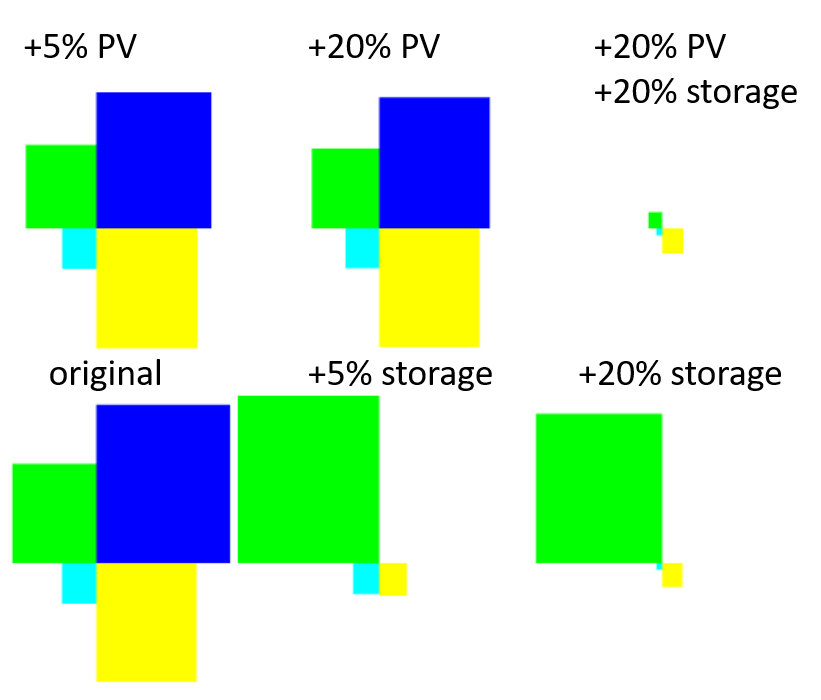 +5% PV
+20% PV
+20% PV
+20% storage
original
+5% storage
+20% storage